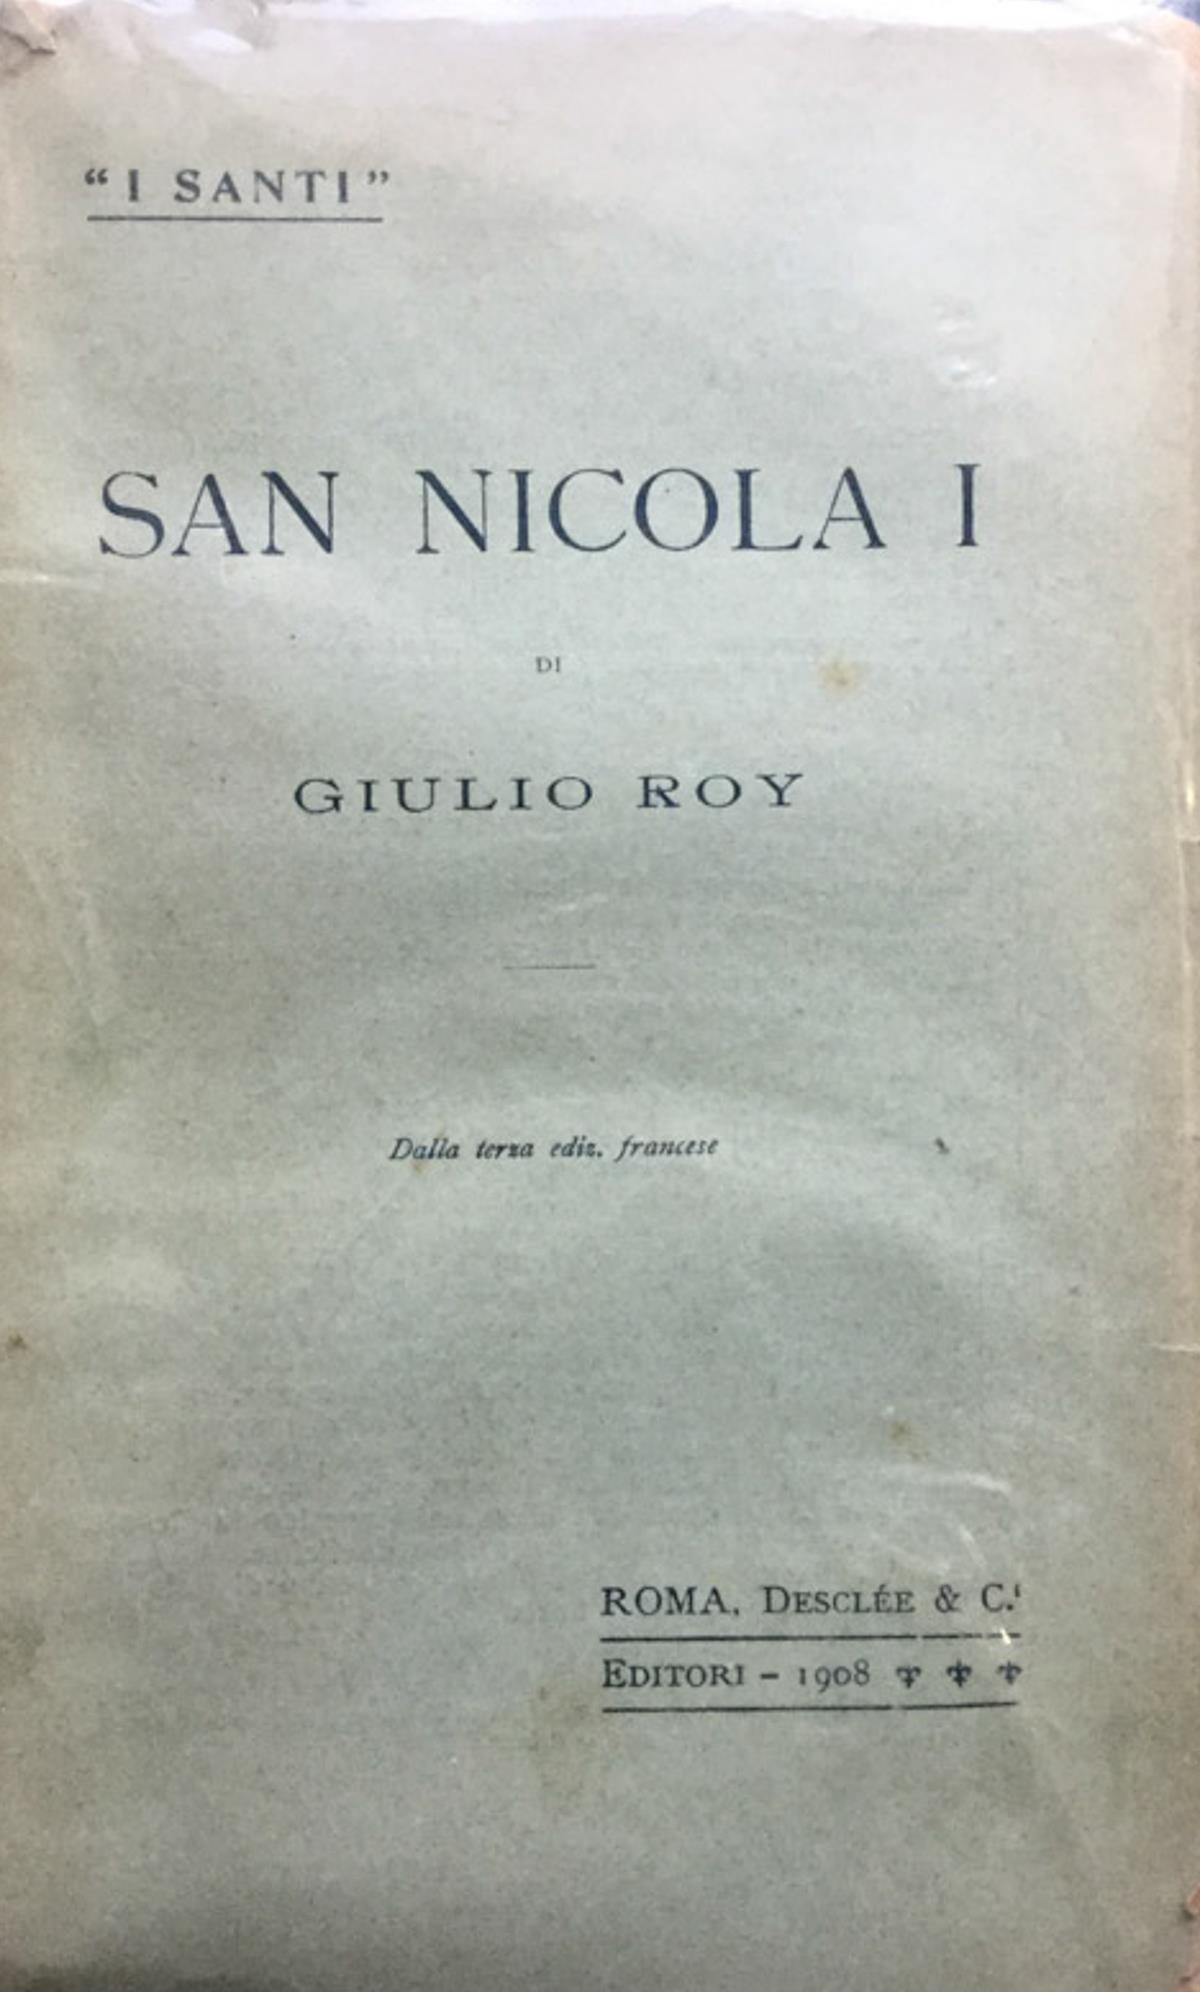 “I SANTI”
SAN NICOLA I
DI
GIULIO ROY
Dalla terza ediz. francese
ROMA, DESCLÉE & C.ⁱ
EDITORI – 1908